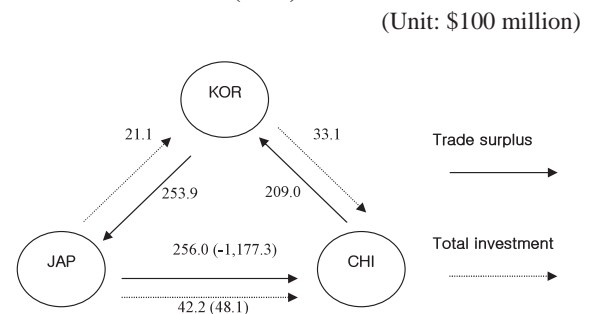 (Unit: $100 million)
KOR
21.1
33.1
Trade surplus
253.9
209.0
Total investment
JAP
256.0 (-1,177.3)
CHI
42.2 (48.1)